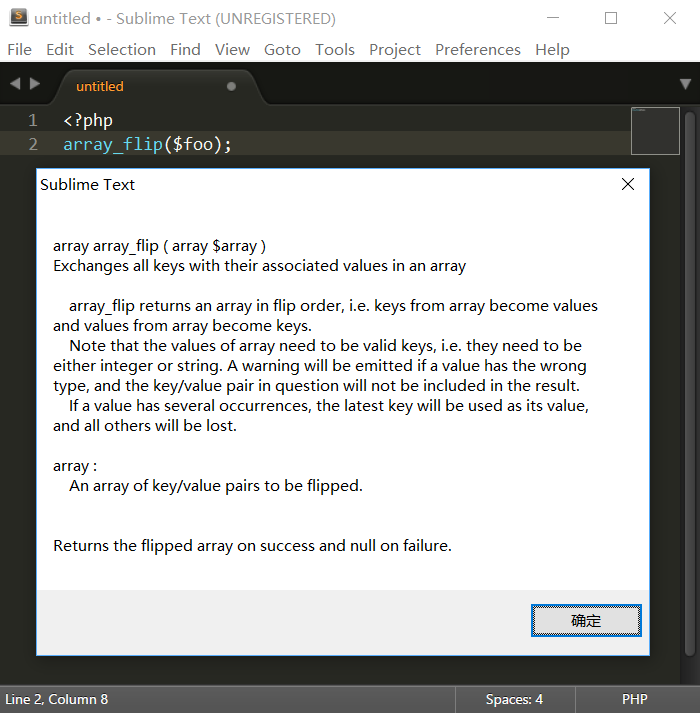 untitled • - Sublime Text (UNREGISTERED)
File Edit Selection Find View Goto Tools Project Preferences Help
untitled
1 <?php
2 array_flip($foo);
Sublime Text
array array_flip ( array $array )
Exchanges all keys with their associated values in an array
array_flip returns an array in flip order, i.e. keys from array become values
and values from array become keys.
Note that the values of array need to be valid keys, i.e. they need to be
either integer or string. A warning will be emitted if a value has the wrong
type, and the key/value pair in question will not be included in the result.
If a value has several occurrences, the latest key will be used as its value,
and all others will be lost.
array :
An array of key/value pairs to be flipped.
Returns the flipped array on success and null on failure.
确定
Line 2, Column 8 Spaces: 4 PHP